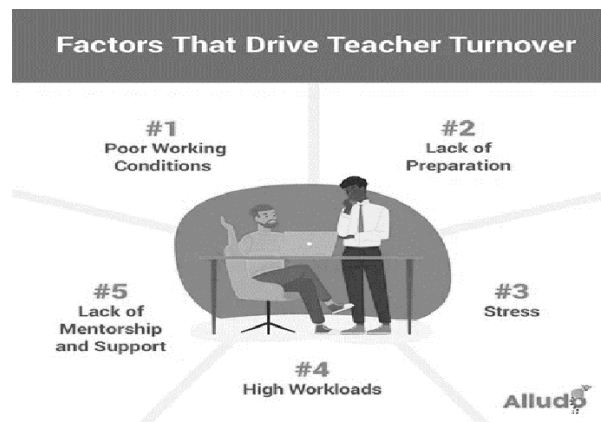 Factors That Drive Teacher Turnover
#1
Poor Working
Conditions
#2
Lack of
Preparation
#3
Stress
#4
High Workloads
#5
Lack of
Mentorship
and Support
Alludo